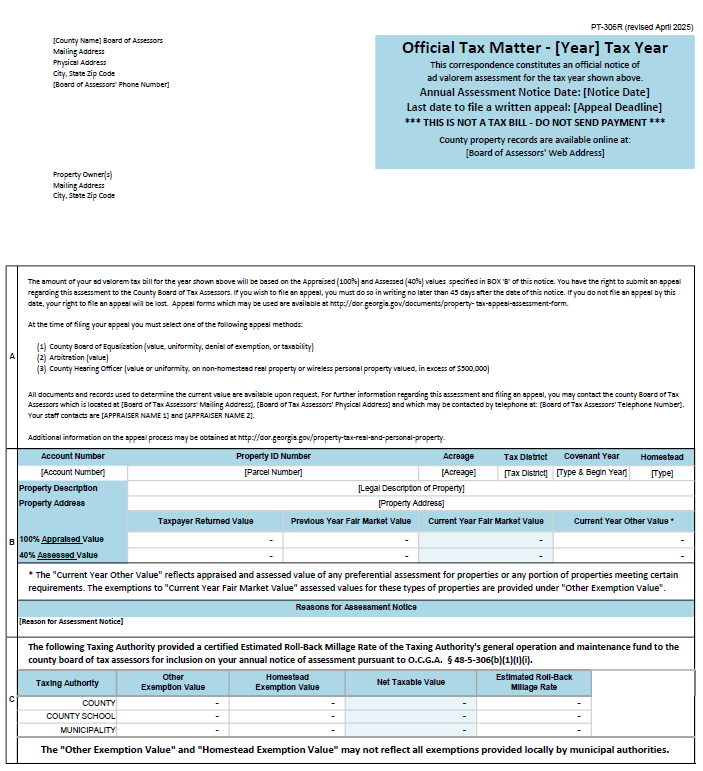 PT-306R (revised April 2025)
[County Name] Board of Assessors
Mailing Address
Physical Address
City, State Zip Code
[Board of Assessors' Phone Number]
Official Tax Matter - [Year] Tax Year
This correspondence constitutes an official notice of
ad valorem assessment for the tax year shown above.
Annual Assessment Notice Date: [Notice Date]
Last date to file a written appeal: [Appeal Deadline]
*** THIS IS NOT A TAX BILL - DO NOT SEND PAYMENT ***
County property records are available online at:
[Board of Assessors' Web Address]
Property Owner(s)
Mailing Address
City, State Zip Code
A
The amount of your ad valorem tax bill for the year shown above will be based on the Appraised (100%) and Assessed (40%) values specified in BOX 'B' of this notice. You have the right to submit an appeal
regarding this assessment to the County Board of Tax Assessors. If you wish to file an appeal, you must do so in writing no later than 45 days after the date of this notice. If you do not file an appeal by this
date, your right to file an appeal will be lost. Appeal forms which may be used are available at http://dor.georgia.gov/documents/property- tax-appeal-assessment-form.
At the time of filing your appeal you must select one of the following appeal methods:
(1) County Board of Equalization (value, uniformity, denial of exemption, or taxability)
(2) Arbitration (value)
(3) County Hearing Officer (value or uniformity, on non-homestead real property or wireless personal property valued, in excess of $500,000)
All documents and records used to determine the current value are available upon request. For further information regarding this assessment and filing an appeal, you may contact the county Board of Tax
Assessors which is located at [Board of Tax Assessors' Mailing Address], [Board of Tax Assessors' Physical Address] and which may be contacted by telephone at: [Board of Tax Assessors' Telephone Number].
Your staff contacts are [APPRAISER NAME 1] and [APPRAISER NAME 2].
Additional information on the appeal process may be obtained at http://dor.georgia.gov/property-tax-real-and-personal-property.
B
Account Number Property ID Number Acreage Tax District Covenant Year Homestead
[Account Number] [Parcel Number] [Acreage] [Tax District] [Type & Begin Year] [Type]
Property Description [Legal Description of Property]
Property Address [Property Address]
Taxpayer Returned Value Previous Year Fair Market Value Current Year Fair Market Value Current Year Other Value *
100% Appraised Value - - - -
40% Assessed Value - - - -
* The "Current Year Other Value" reflects appraised and assessed value of any preferential assessment for properties or any portion of properties meeting certain
requirements. The exemptions to "Current Year Fair Market Value" assessed values for these types of properties are provided under "Other Exemption Value".
Reasons for Assessment Notice
[Reason for Assessment Notice]
C
The following Taxing Authority provided a certified Estimated Roll-Back Millage Rate of the Taxing Authority's general operation and maintenance fund to the
county board of tax assessors for inclusion on your annual notice of assessment pursuant to O.C.G.A. § 48-5-306(b)(1)(I)(i).
Taxing Authority Other Exemption Value Homestead Exemption Value Net Taxable Value Estimated Roll-Back Millage Rate
COUNTY - - - -
COUNTY SCHOOL - - - -
MUNICIPALITY - - - -
The "Other Exemption Value" and "Homestead Exemption Value" may not reflect all exemptions provided locally by municipal authorities.